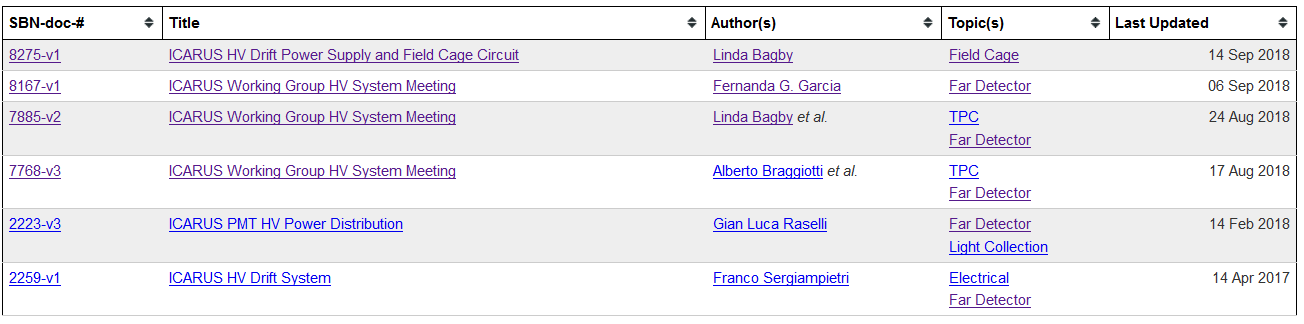 SBN-doc-# Title Author(s) Topic(s) Last Updated
8275-v1 ICARUS HV Drift Power Supply and Field Cage Circuit Linda Bagby Field Cage 14 Sep 2018
8167-v1 ICARUS Working Group HV System Meeting Fernanda G. Garcia Far Detector 06 Sep 2018
7885-v2 ICARUS Working Group HV System Meeting Linda Bagby et al. TPC 24 Aug 2018
Far Detector
7768-v3 ICARUS Working Group HV System Meeting Alberto Braggiotti et al. TPC 17 Aug 2018
Far Detector
2223-v3 ICARUS PMT HV Power Distribution Gian Luca Raselli Far Detector 14 Feb 2018
Light Collection
2259-v1 ICARUS HV Drift System Franco Sergiampietri Electrical 14 Apr 2017
Far Detector